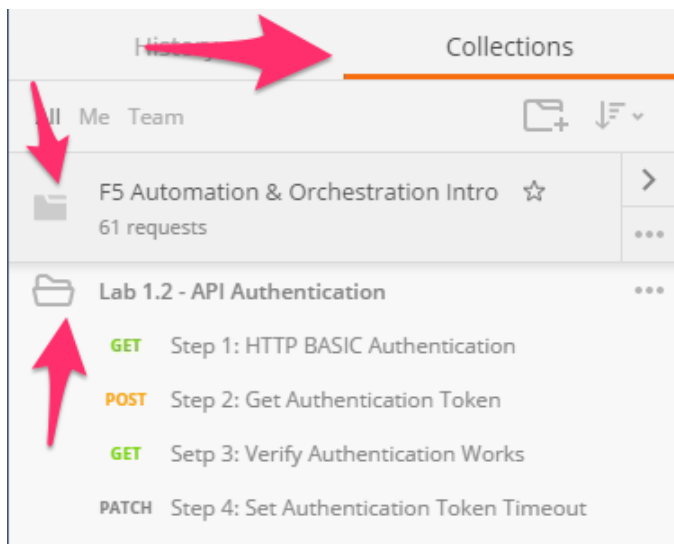 History
Collections
All Me Team
F5 Automation & Orchestration Intro
61 requests
Lab 1.2 - API Authentication
GET Step 1: HTTP BASIC Authentication
POST Step 2: Get Authentication Token
GET Setp 3: Verify Authentication Works
PATCH Step 4: Set Authentication Token Timeout